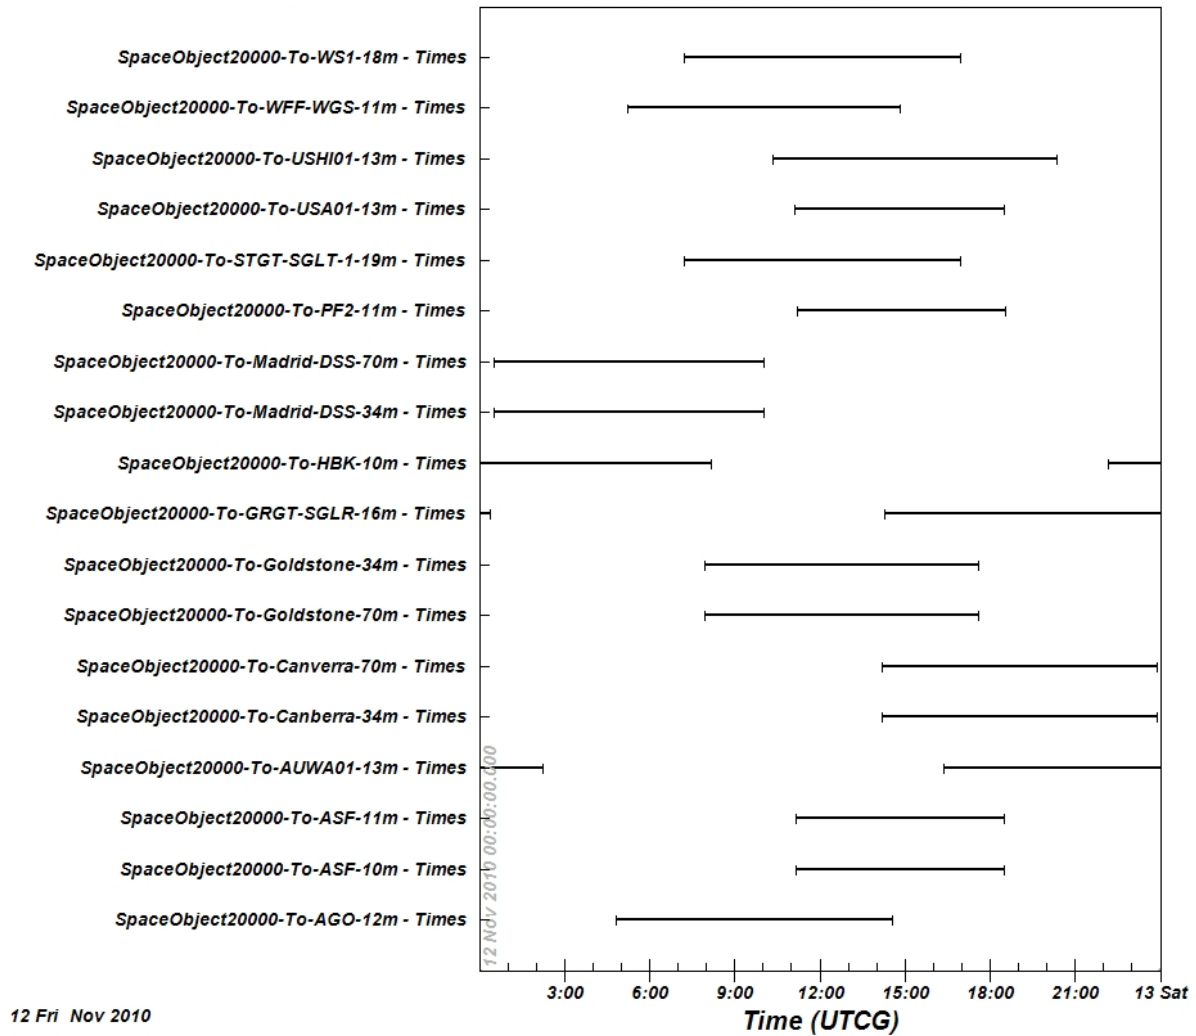 SpaceObject20000-To-WS1-18m - Times
SpaceObject20000-To-WFF-WGS-11m - Times
SpaceObject20000-To-USHI01-13m - Times
SpaceObject20000-To-USA01-13m - Times
SpaceObject20000-To-STGT-SGLT-1-19m - Times
SpaceObject20000-To-PF2-11m - Times
SpaceObject20000-To-Madrid-DSS-70m - Times
SpaceObject20000-To-Madrid-DSS-34m - Times
SpaceObject20000-To-HBK-10m - Times
SpaceObject20000-To-GRGT-SGLR-16m - Times
SpaceObject20000-To-Goldstone-34m - Times
SpaceObject20000-To-Goldstone-70m - Times
SpaceObject20000-To-Canverra-70m - Times
SpaceObject20000-To-Canberra-34m - Times
SpaceObject20000-To-AUWA01-13m - Times
SpaceObject20000-To-ASF-11m - Times
SpaceObject20000-To-ASF-10m - Times
SpaceObject20000-To-AGO-12m - Times
12 Nov 2010 00:00:00.000
3:00 6:00 9:00 12:00 15:00 18:00 21:00 13 Sat
12 Fri Nov 2010
Time (UTCG)